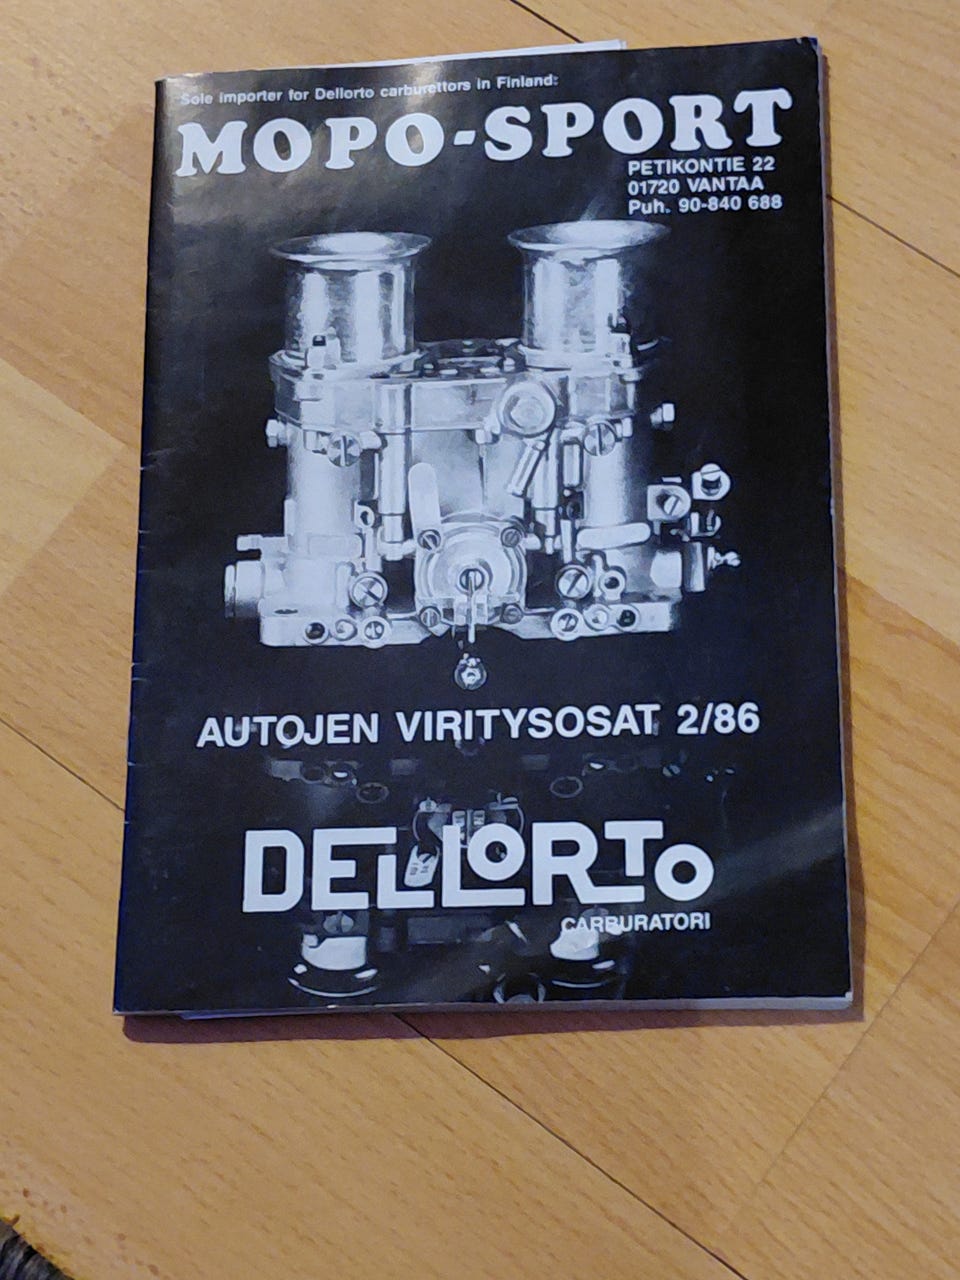 Sole importer for Dellorto carburettors in Finland:
MOPO-SPORT
PETIKONTIE 22
01720 VANTAA
Puh. 90-840 688
AUTOJEN VIRITYSOSAT 2/86
DELLORTO
CARBURATORI